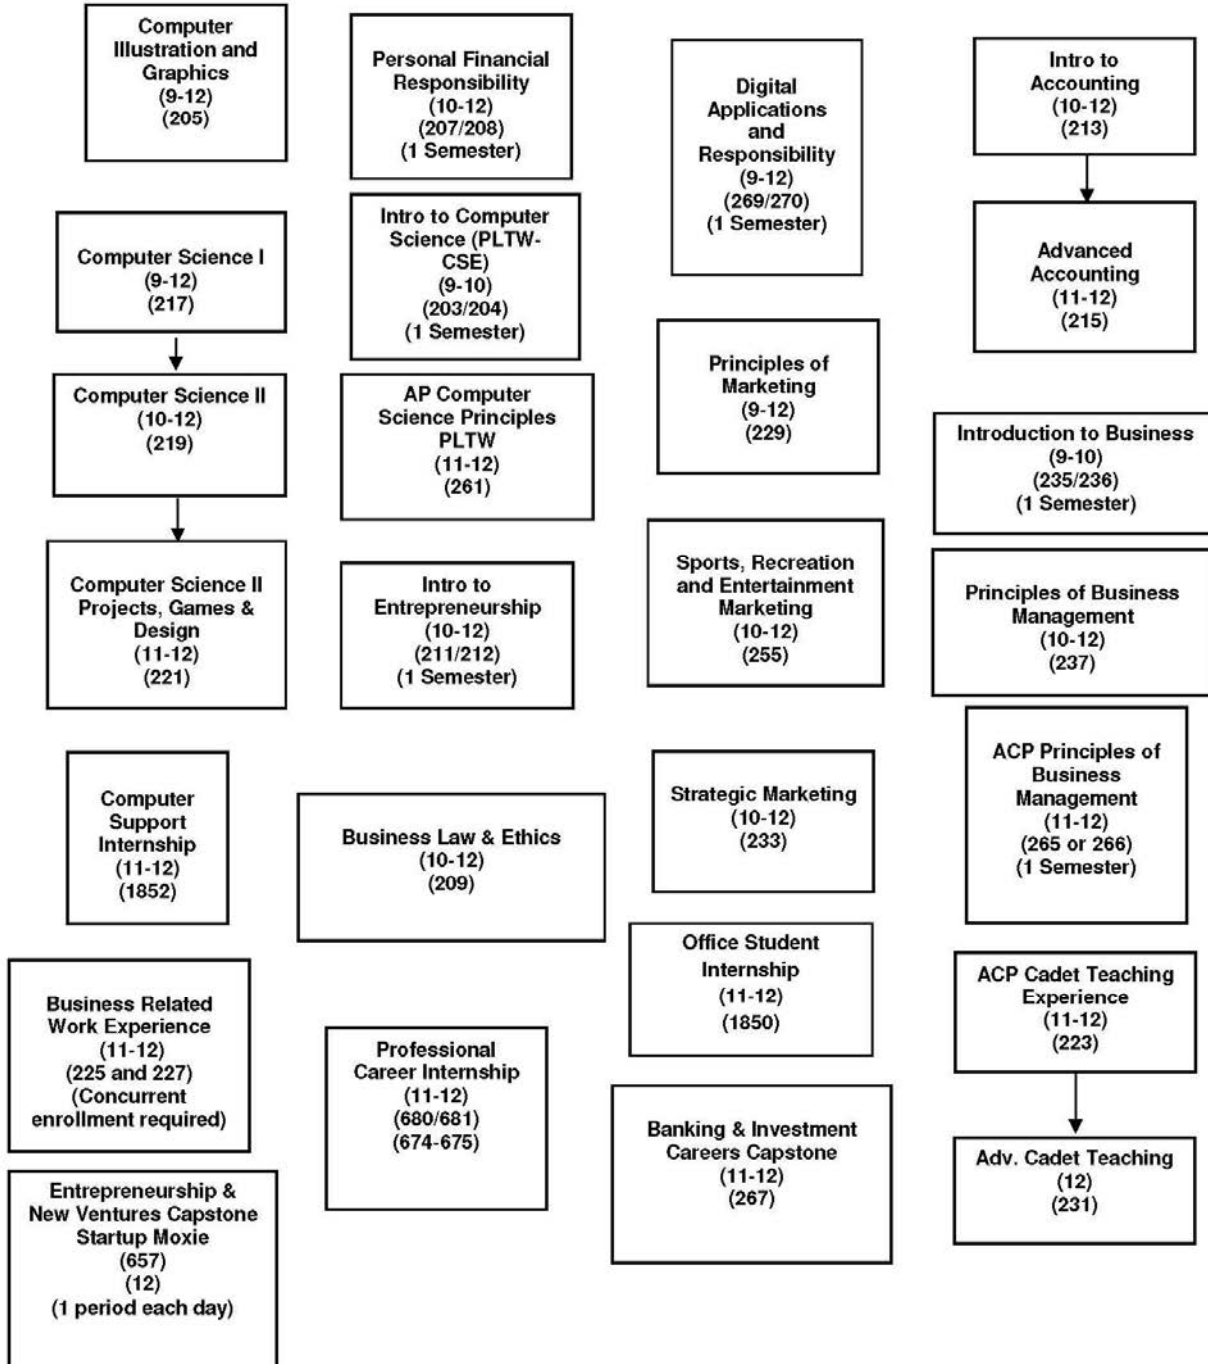 Computer
Illustration and
Graphics
(9-12)
(205)
Computer Science I
(9-12)
(217)
Computer Science II
(10-12)
(219)
Computer Science II
Projects, Games &
Design
(11-12)
(221)
Computer
Support
Internship
(11-12)
(1852)
Business Related
Work Experience
(11-12)
(225 and 227)
(Concurrent
enrollment required)
Entrepreneurship &
New Ventures Capstone
Startup Moxie
(657)
(12)
(1 period each day)
Personal Financial
Responsibility
(10-12)
(207/208)
(1 Semester)
Intro to Computer
Science (PLTW-
CSE)
(9-10)
(203/204)
(1 Semester)
AP Computer
Science Principles
PLTW
(11-12)
(261)
Intro to
Entrepreneurship
(10-12)
(211/212)
(1 Semester)
Business Law & Ethics
(10-12)
(209)
Professional
Career Internship
(11-12)
(680/681)
(674-675)
Digital
Applications
and
Responsibility
(9-12)
(269/270)
(1 Semester)
Principles of
Marketing
(9-12)
(229)
Sports, Recreation
and Entertainment
Marketing
(10-12)
(255)
Strategic Marketing
(10-12)
(233)
Office Student
Internship
(11-12)
(1850)
Banking & Investment
Careers Capstone
(11-12)
(267)
Intro to
Accounting
(10-12)
(213)
Advanced
Accounting
(11-12)
(215)
Introduction to Business
(9-10)
(235/236)
(1 Semester)
Principles of Business
Management
(10-12)
(237)
ACP Principles of
Business
Management
(11-12)
(265 or 266)
(1 Semester)
ACP Cadet Teaching
Experience
(11-12)
(223)
Adv. Cadet Teaching
(12)
(231)